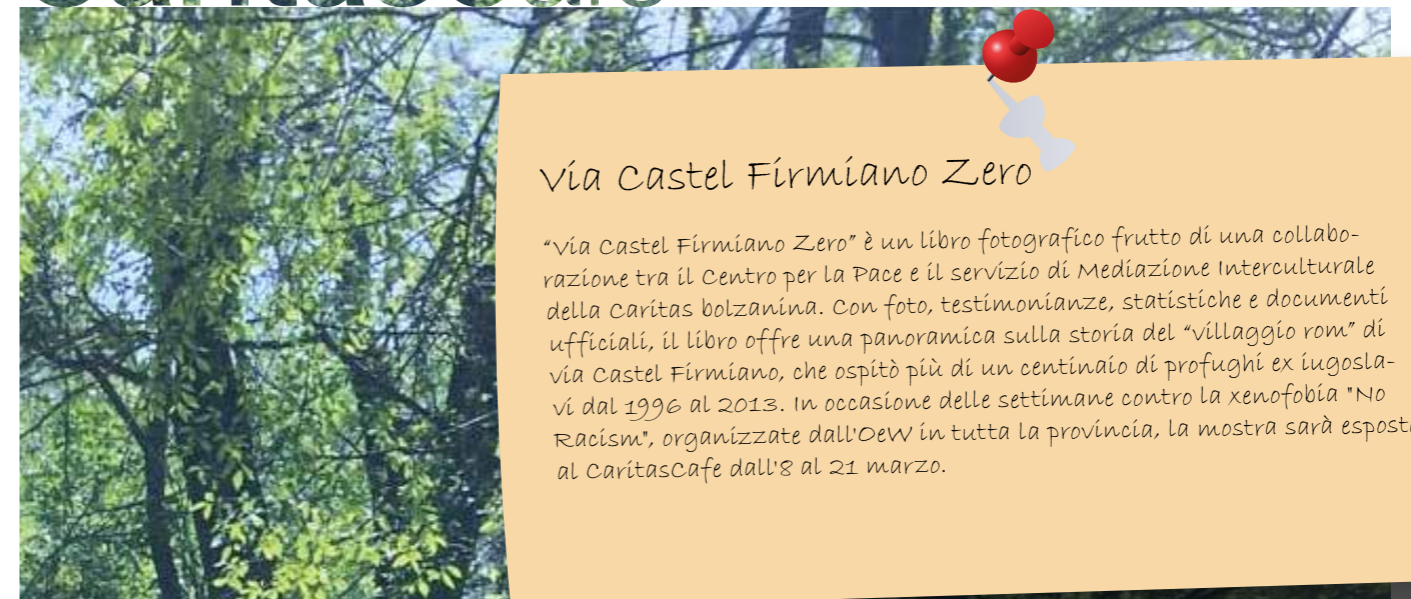 Via Castel Firmiano Zero
“Via Castel Firmiano Zero” è un libro fotografico frutto di una collabo-
razione tra il Centro per la Pace e il servizio di Mediazione Interculturale
della Caritas bolzanina. Con foto, testimonianze, statistiche e documenti
ufficiali, il libro offre una panoramica sulla storia del “villaggio rom” di
via Castel Firmiano, che ospitò più di un centinaio di profughi ex iugosla-
vi dal 1996 al 2013. In occasione delle settimane contro la xenofobia "No
Racism", organizzate dall'OeW in tutta la provincia, la mostra sarà
al CaritasCafe dall'8 al 21 marzo.